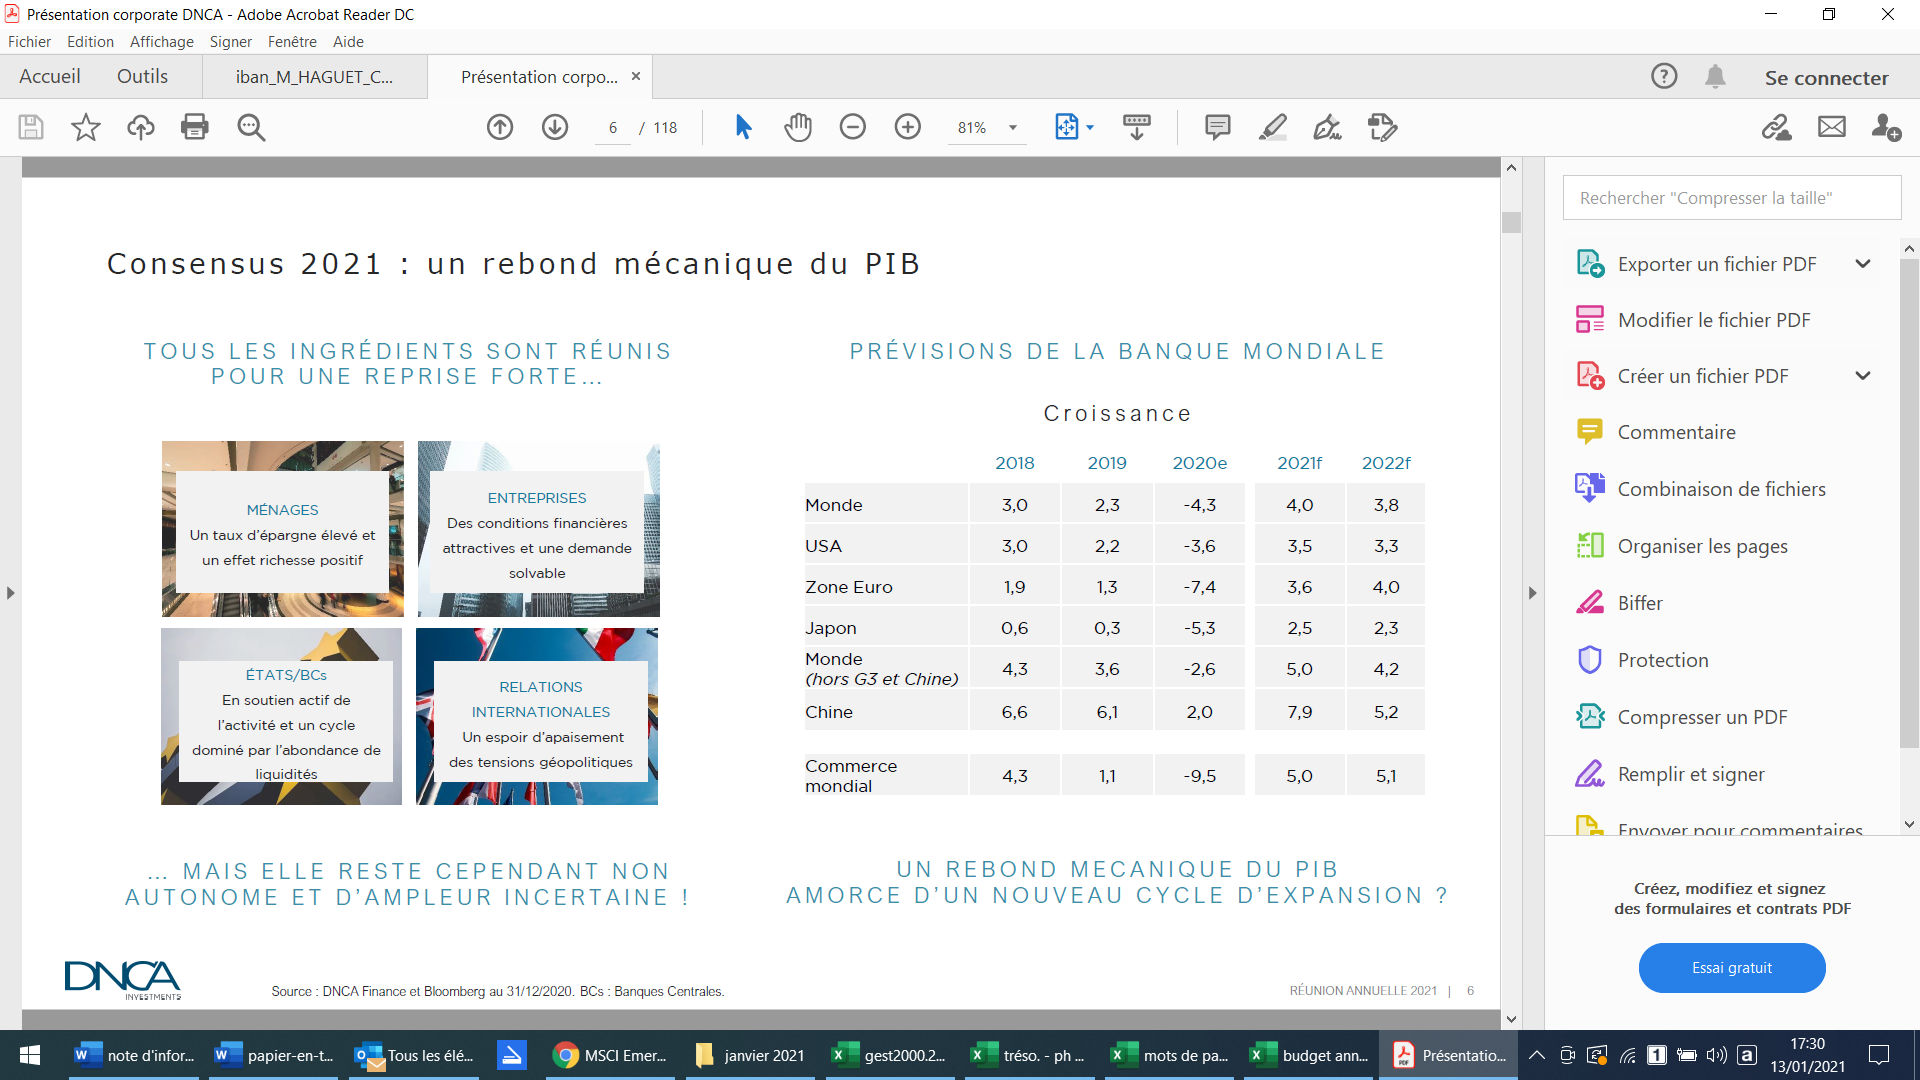 Présentation corporate DNCA - Adobe Acrobat Reader DC
Fichier Edition Affichage Signer Fenêtre Aide
Accueil Outils iban_M_HAGUET_C... Présentation corpo... Se connecter
6 / 118 81%
Consensus 2021 : un rebond mécanique du PIB
TOUS LES INGRÉDIENTS SONT RÉUNIS
POUR UNE REPRISE FORTE...
MÉNAGES
Un taux d'épargne élevé et
un effet richesse positif
ENTREPRISES
Des conditions financières
attractives et une demande
solvable
ÉTATS/BCs
En soutien actif de
l'activité et un cycle
dominé par l'abondance de
liquidités
RELATIONS
INTERNATIONALES
Un espoir d'apaisement
des tensions géopolitiques
... MAIS ELLE RESTE CEPENDANT NON
AUTONOME ET D'AMPLEUR INCERTAINE !
PRÉVISIONS DE LA BANQUE MONDIALE
Croissance
2018 2019 2020e 2021f 2022f
Monde 3,0 2,3 -4,3 4,0 3,8
USA 3,0 2,2 -3,6 3,5 3,3
Zone Euro 1,9 1,3 -7,4 3,6 4,0
Japon 0,6 0,3 -5,3 2,5 2,3
Monde
(hors G3 et Chine) 4,3 3,6 -2,6 5,0 4,2
Chine 6,6 6,1 2,0 7,9 5,2
Commerce
mondial 4,3 1,1 -9,5 5,0 5,1
UN REBOND MECANIQUE DU PIB
AMORCE D'UN NOUVEAU CYCLE D'EXPANSION ?
DNCA
INVESTMENTS
Source : DNCA Finance et Bloomberg au 31/12/2020. BCs : Banques Centrales.
RÉUNION ANNUELLE 2021 | 6
Rechercher "Compresser la taille"
Exporter un fichier PDF
Modifier le fichier PDF
Créer un fichier PDF
Commentaire
Combinaison de fichiers
Organiser les pages
Biffer
Protection
Compresser un PDF
Remplir et signer
Envoyer pour commentaires
Créez, modifiez et signez
des formulaires et contrats PDF
Essai gratuit
note d'infor... papier-en-t... Tous les élé... MSCI Emer... janvier 2021 gest2000.2... tréso. - ph ... mots de pa... budget ann... Présentatio... 17:30
13/01/2021